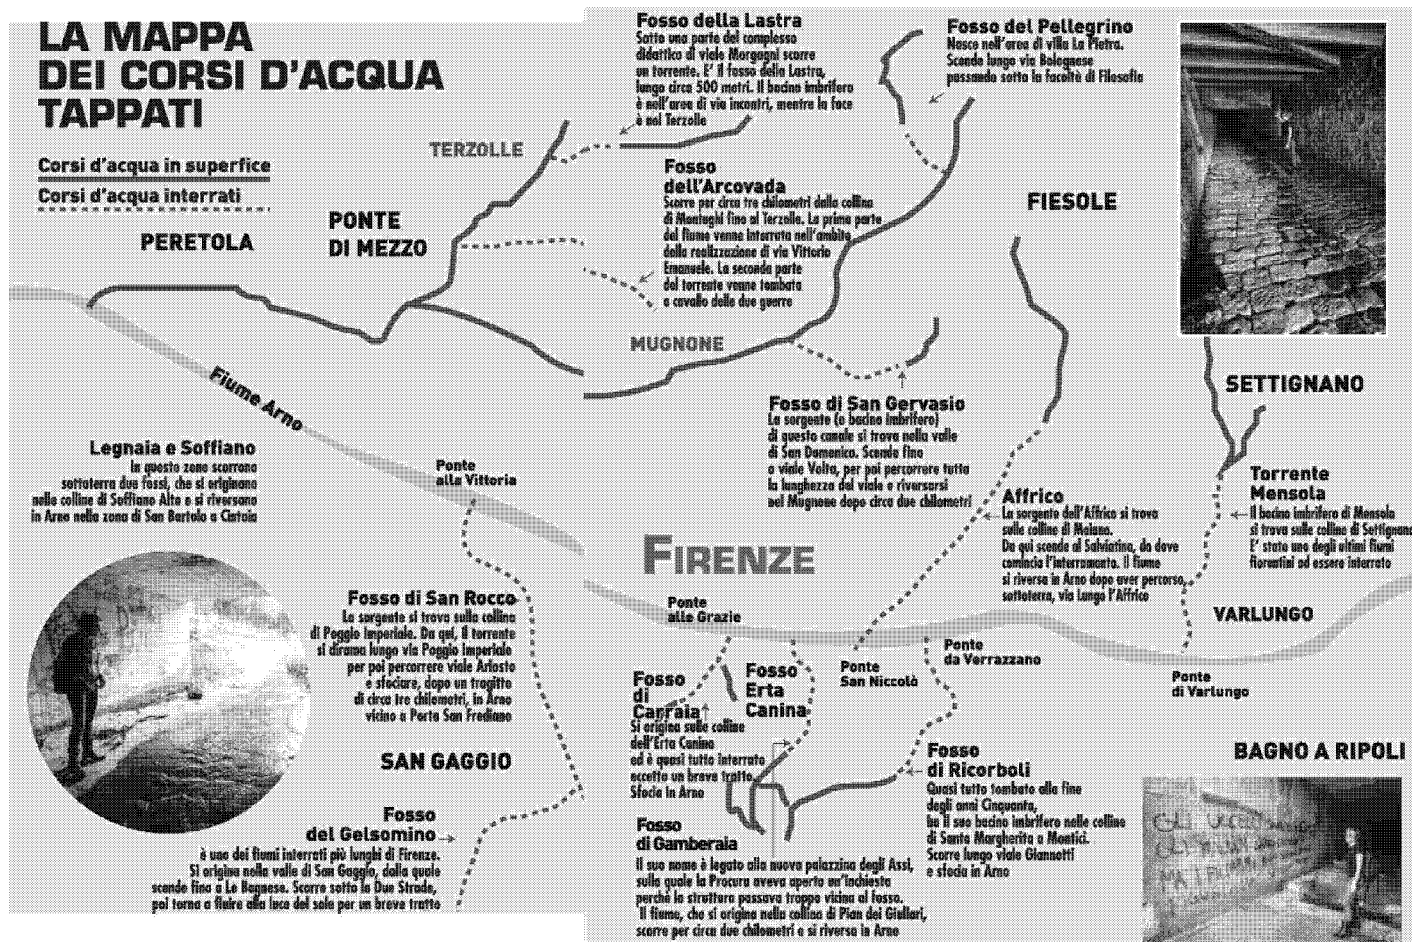 LA MAPPA
DEI CORSI D'ACQUA
TAPPATI
Corsi d'acqua in superfice
Corsi d'acqua interrati
Fosso della Lastra
Sotto una parte del complesso
didattico di viale Morgagni scorre
un torrente. E' il fosso della Lastra,
lungo circa 500 metri. Il bacino imbrifero
è nell'area di via incontri, mentre la foce
è nel Terzolle
Fosso del Pellegrino
Nasce nell'area di villa La Pietra.
Scende lungo via Bolognese
passando sotto la facoltà di Filosofia
TERZOLLE
Fosso
dell'Arcovada
Scorre per circa tre chilometri dalla collina
di Montughi fino al Terzolle. La prima parte
del fiume venne interrata nell'ambito
della realizzazione di via Vittorio
Emanuele. La seconda parte
del torrente venne tombata
a cavallo delle due guerre
PONTE
DI MEZZO
PERETOLA
FIESOLE
MUGNONE
Fiume Arno
SETTIGNANO
Fosso di San Gervasio
La sorgente (o bacino imbrifero)
di questo canale si trova nella valle
di San Domenico. Scende fino
a viale Volta, per poi percorrere tutta
la lunghezza del viale e riversarsi
nel Mugnone dopo circa due chilometri
Legnaia e Soffiano
In queste zone scorrono
sottoterra due fossi, che si originano
nelle colline di Soffiano Alto e si riversano
in Arno nella zona di San Bartolo a Cintoia
Ponte
alla Vittoria
Affrico
La sorgente dell'Affrico si trova
sulle colline di Maiano.
Da qui scende al Salviatino, da dove
comincia l'interramento. Il fiume
si riversa in Arno dopo aver percorso,
sottoterra, via Lungo l'Affrico
Torrente
Mensola
Il bacino imbrifero di Mensola
si trova sulle colline di Settignano
E' stato uno degli ultimi fiumi
fiorentini ad essere interrato
FIRENZE
Ponte
alle Grazie
VARLUNGO
Fosso di San Rocco
La sorgente si trova sulla collina
di Poggio Imperiale. Da qui, il torrente
si dirama lungo via Poggio Imperiale
per poi percorrere viale Ariosto
e sfociare, dopo un tragitto
di circa tre chilometri, in Arno
vicino a Porta San Frediano
Ponte
da Verrazzano
Ponte
San Niccolà
Ponte
di Varlungo
Fosso
di
Carraia
Si origina sulle colline
dell'Erta Canina
ed è quasi tutto interrato
eccetto un breve tratto.
Sfocia in Arno
Fosso
Erta
Canina
SAN GAGGIO
Fosso
di Ricorboli
Quasi tutto tombato alla fine
degli anni Cinquanta,
ha il suo bacino imbrifero nelle colline
di Santa Margherita a Montici.
Scorre lungo viale Giannotti
e sfocia in Arno
BAGNO A RIPOLI
Fosso
del Gelsomino
è uno dei fiumi interrati più lunghi di Firenze.
Si origina nella valle di San Gaggio, dalla quale
scende fino a Le Bagnese. Scorre sotto le Due Strade,
poi torna a fluire alla luce del sole per un breve tratto
Fosso
di Gamberaia
Il suo nome è legato alla nuova palazzina degli Assi,
sulla quale la Procura aveva aperto un'inchiesta
perché la struttura passava troppo vicina al fosso.
Il fiume, che si origina nella collina di Pian dei Giullari,
scorre per circa due chilometri e si riversa in Arno